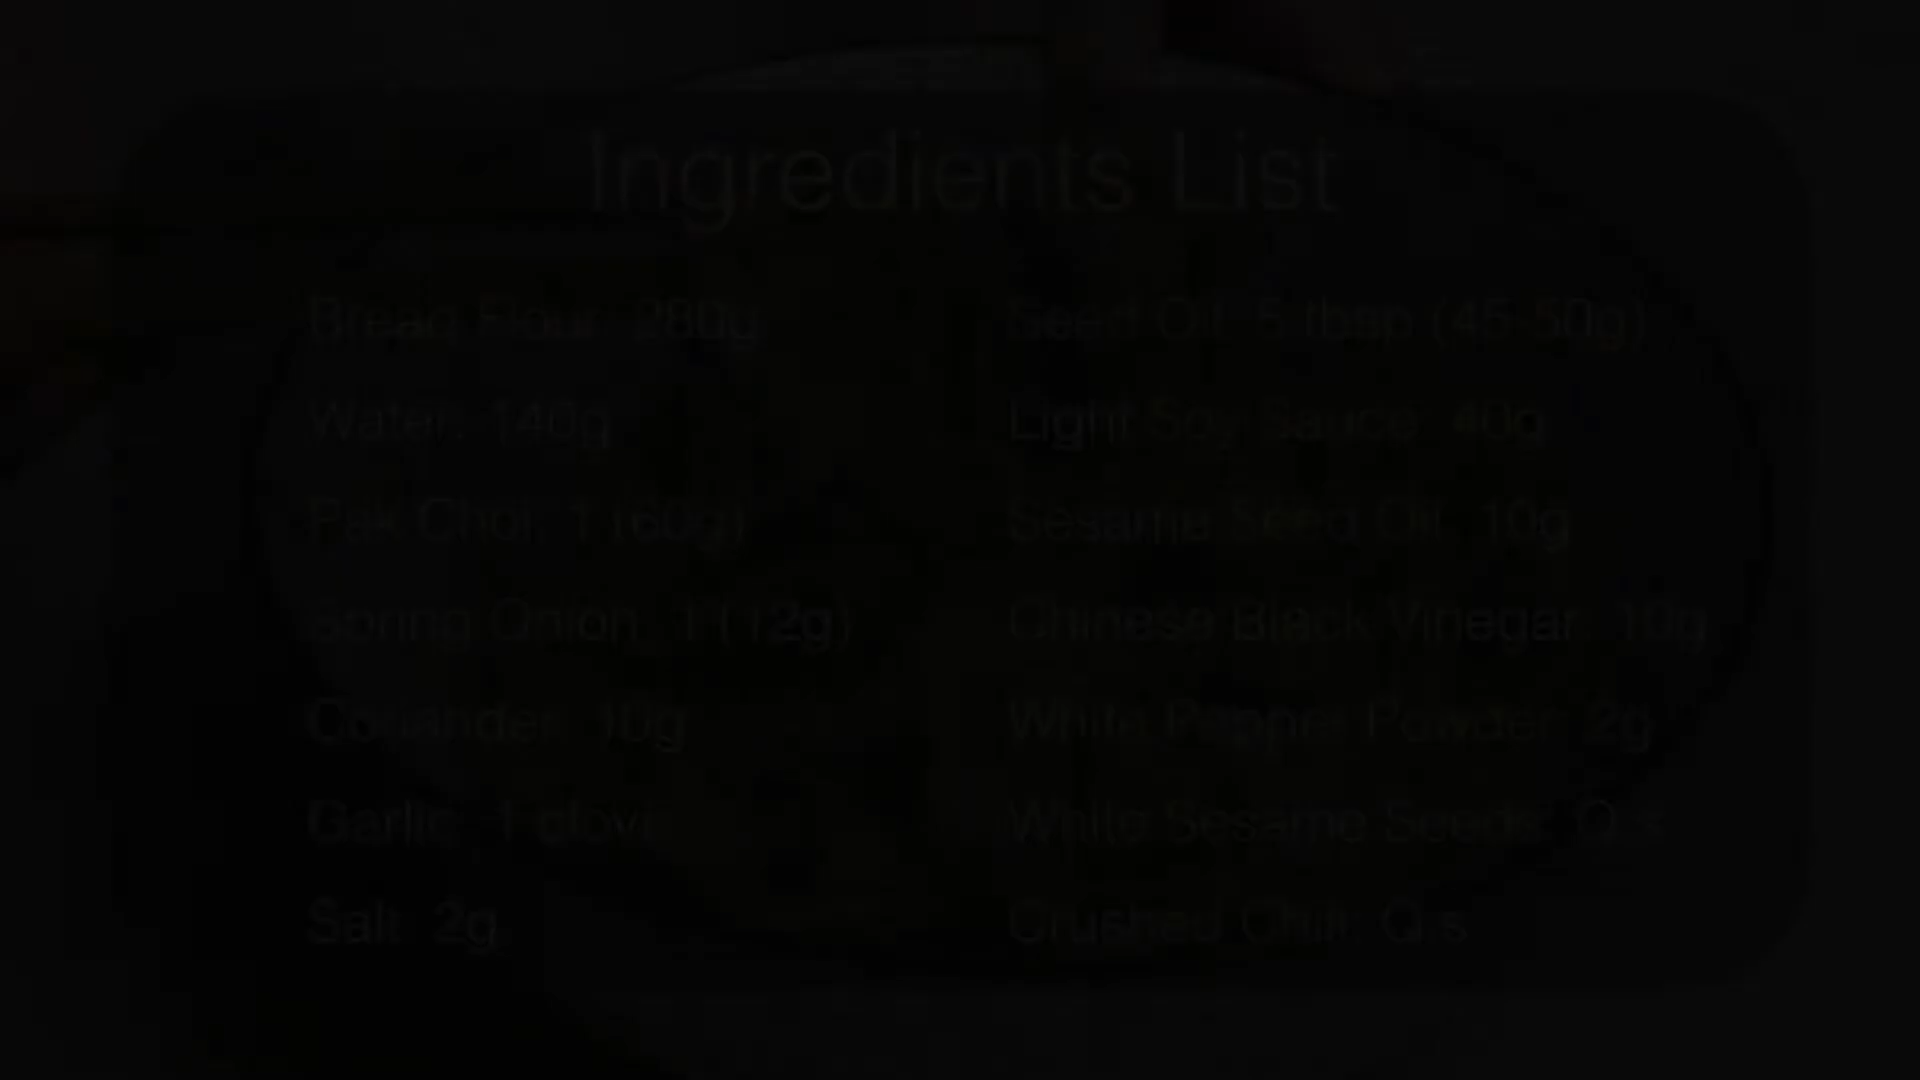 Ingredients List
Bread Flour: 280g
Water: 140g
Pak Choi: 1 (60g)
Spring Onion: 1 (12g)
Coriander: 10g
Garlic: 1 clove
Salt: 2g
Seed Oil: 5 tbsp (45-50g)
Light Soy Sauce: 40g
Sesame Seed Oil: 10g
Chinese Black Vinegar: 10g
White Pepper Powder: 2g
White Sesame Seeds: Q.s
Crushed Chili: Q.s